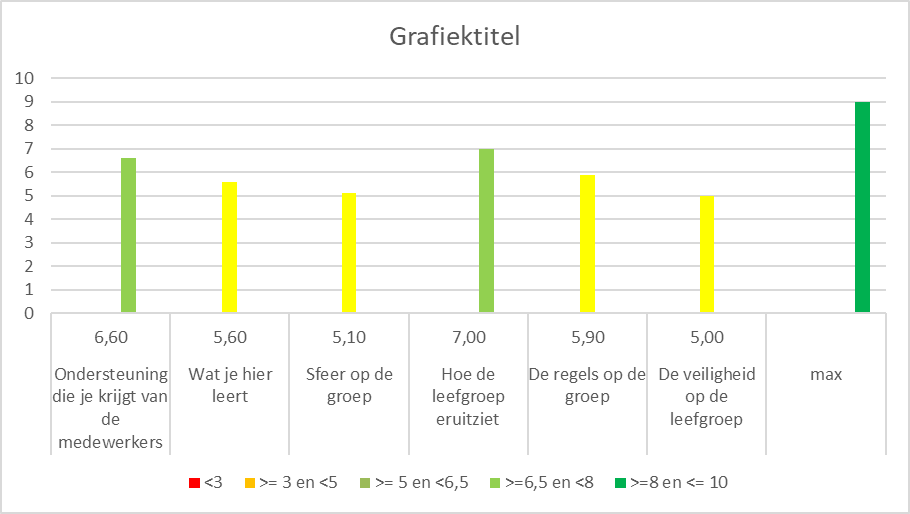 Grafiektitel
10
9
8
7
6
5
4
3
2
1
0
6,60 5,60 5,10 7,00 5,90 5,00
Ondersteuning
die je krijgt van
de
medewerkers
Wat je hier
leert
Sfeer op de
groep
Hoe de
leefgroep
eruitziet
De regels op de
groep
De veiligheid
op de
leefgroep
max
<3 >= 3 en <5 >= 5 en <6,5 >=6,5 en <8 >=8 en <= 10